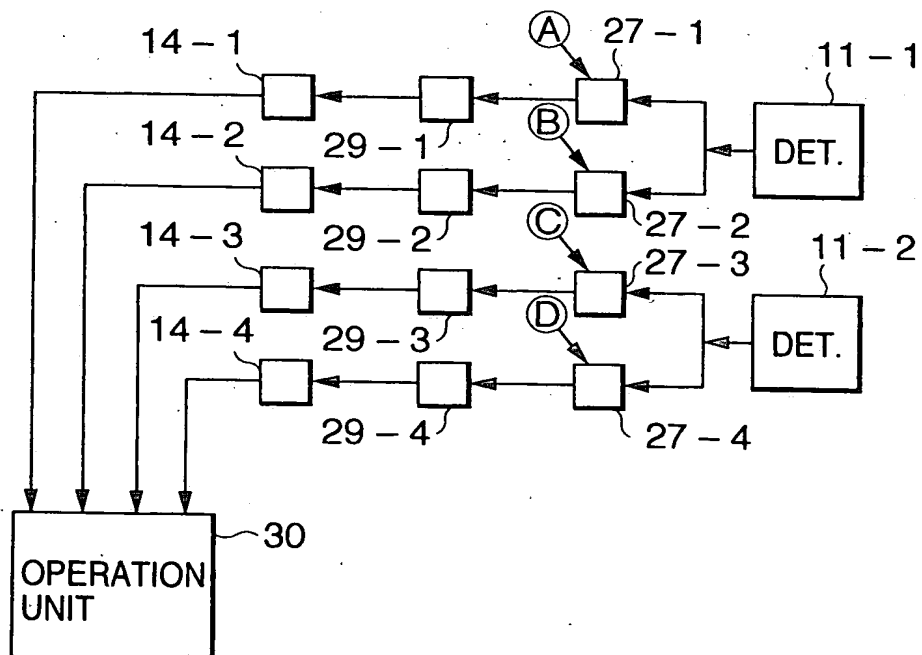 14-1
A
27-1
11-1
DET.
14-2
29-1
B
27-2
14-3
29-2
C
27-3
11-2
DET.
14-4
29-3
D
29-4
27-4
30
OPERATION
UNIT